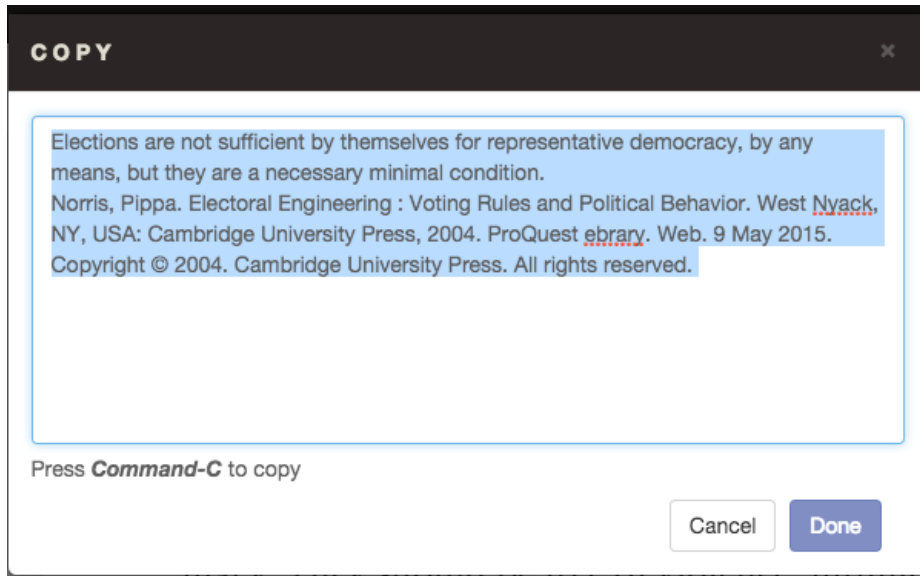 COPY ×
Elections are not sufficient by themselves for representative democracy, by any
means, but they are a necessary minimal condition.
Norris, Pippa. Electoral Engineering : Voting Rules and Political Behavior. West Nyack,
NY, USA: Cambridge University Press, 2004. ProQuest ebrary. Web. 9 May 2015.
Copyright © 2004. Cambridge University Press. All rights reserved.
Press Command-C to copy
Cancel Done